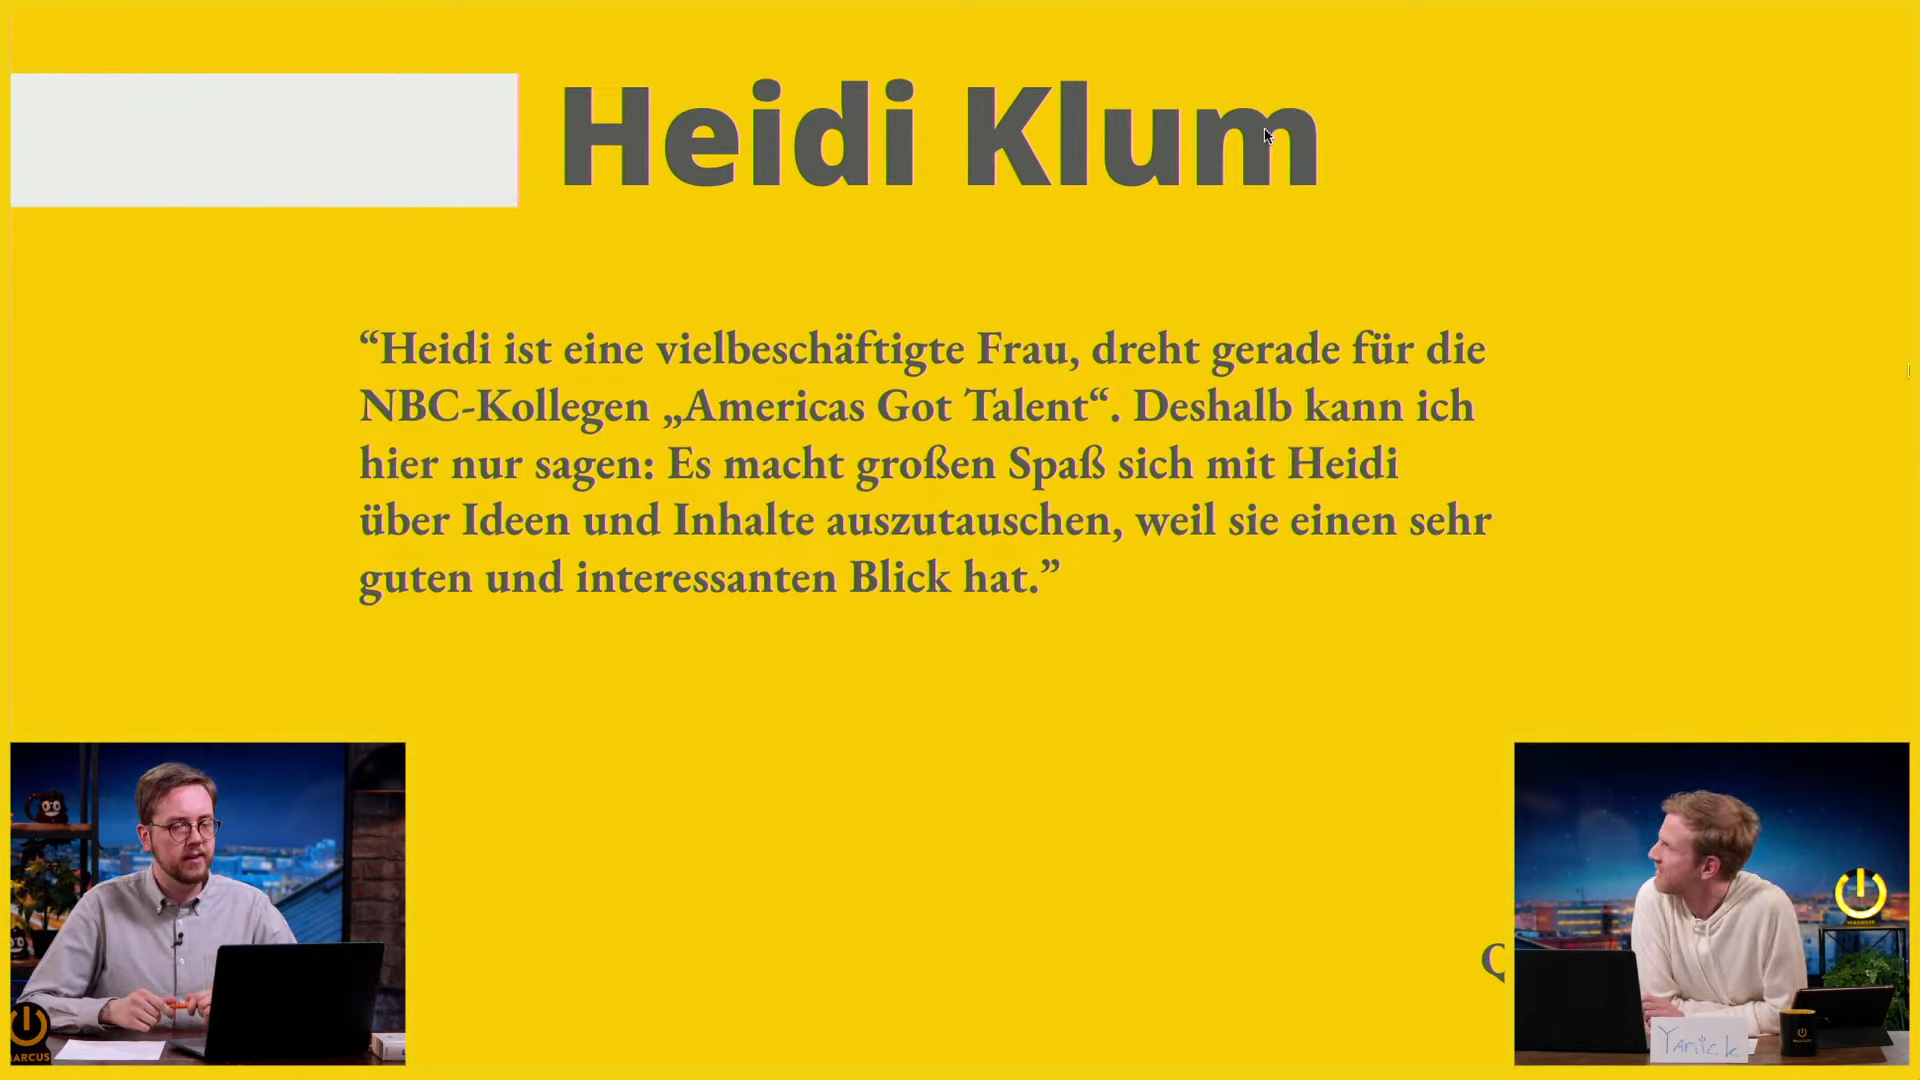 Heidi Klum
“Heidi ist eine vielbeschäftigte Frau, dreht gerade für die
NBC-Kollegen „Americas Got Talent“. Deshalb kann ich
hier nur sagen: Es macht großen Spaß sich mit Heidi
über Ideen und Inhalte auszutauschen, weil sie einen sehr
guten und interessanten Blick hat.”
Yanick